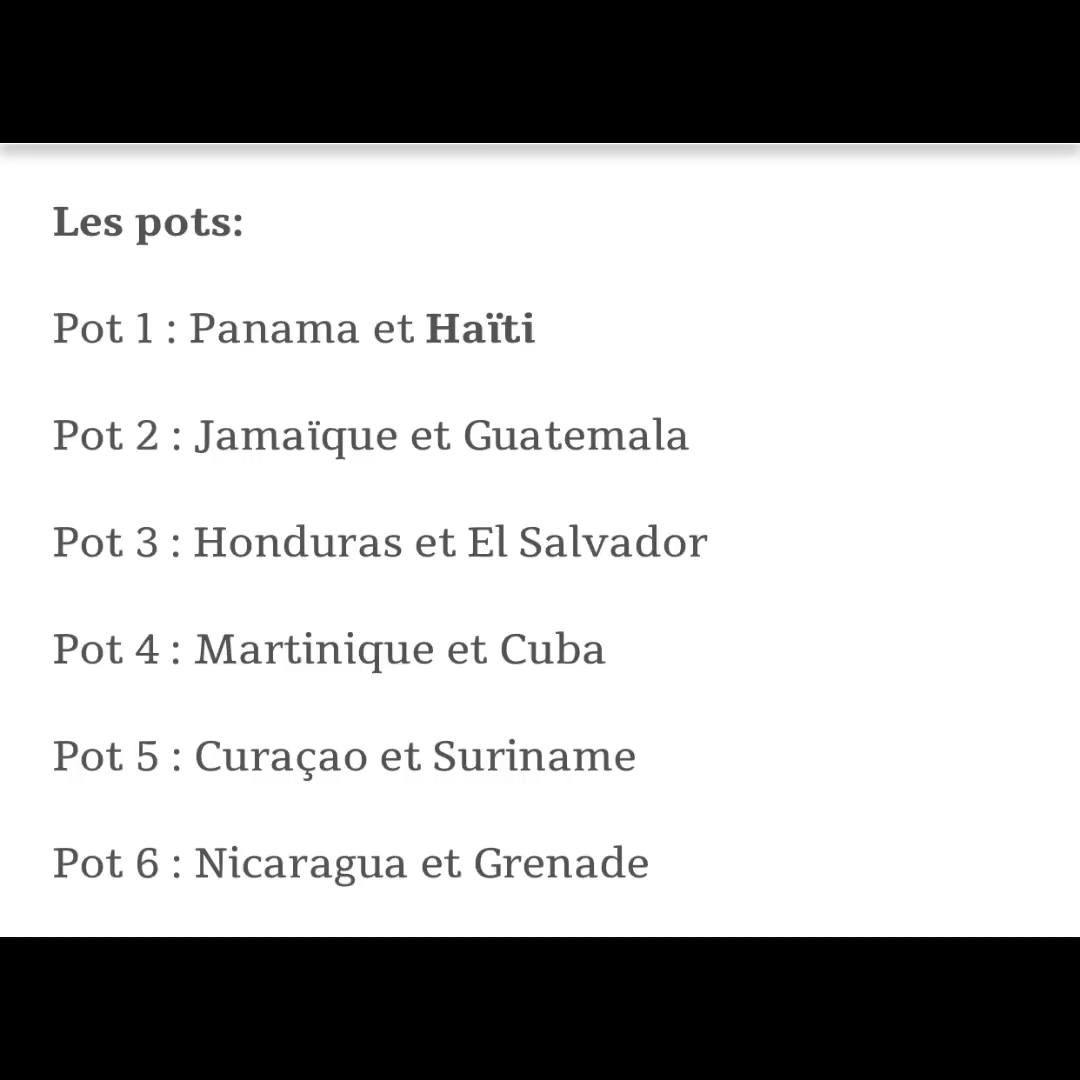 Les pots:
Pot 1 : Panama et Haïti
Pot 2 : Jamaïque et Guatemala
Pot 3 : Honduras et El Salvador
Pot 4 : Martinique et Cuba
Pot 5 : Curaçao et Suriname
Pot 6 : Nicaragua et Grenade